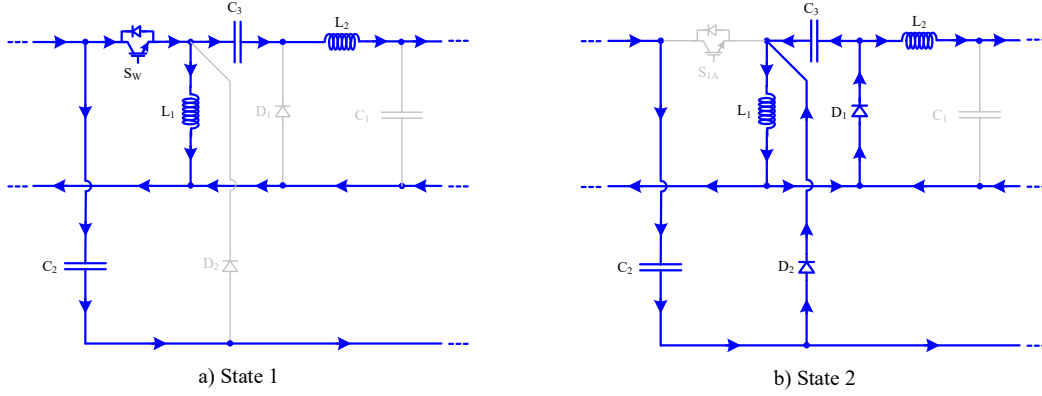 C3
L2
SW
L1
D1
C1
C2
D2
a) State 1
C3
L2
S1A
L1
D1
C1
C2
D2
b) State 2